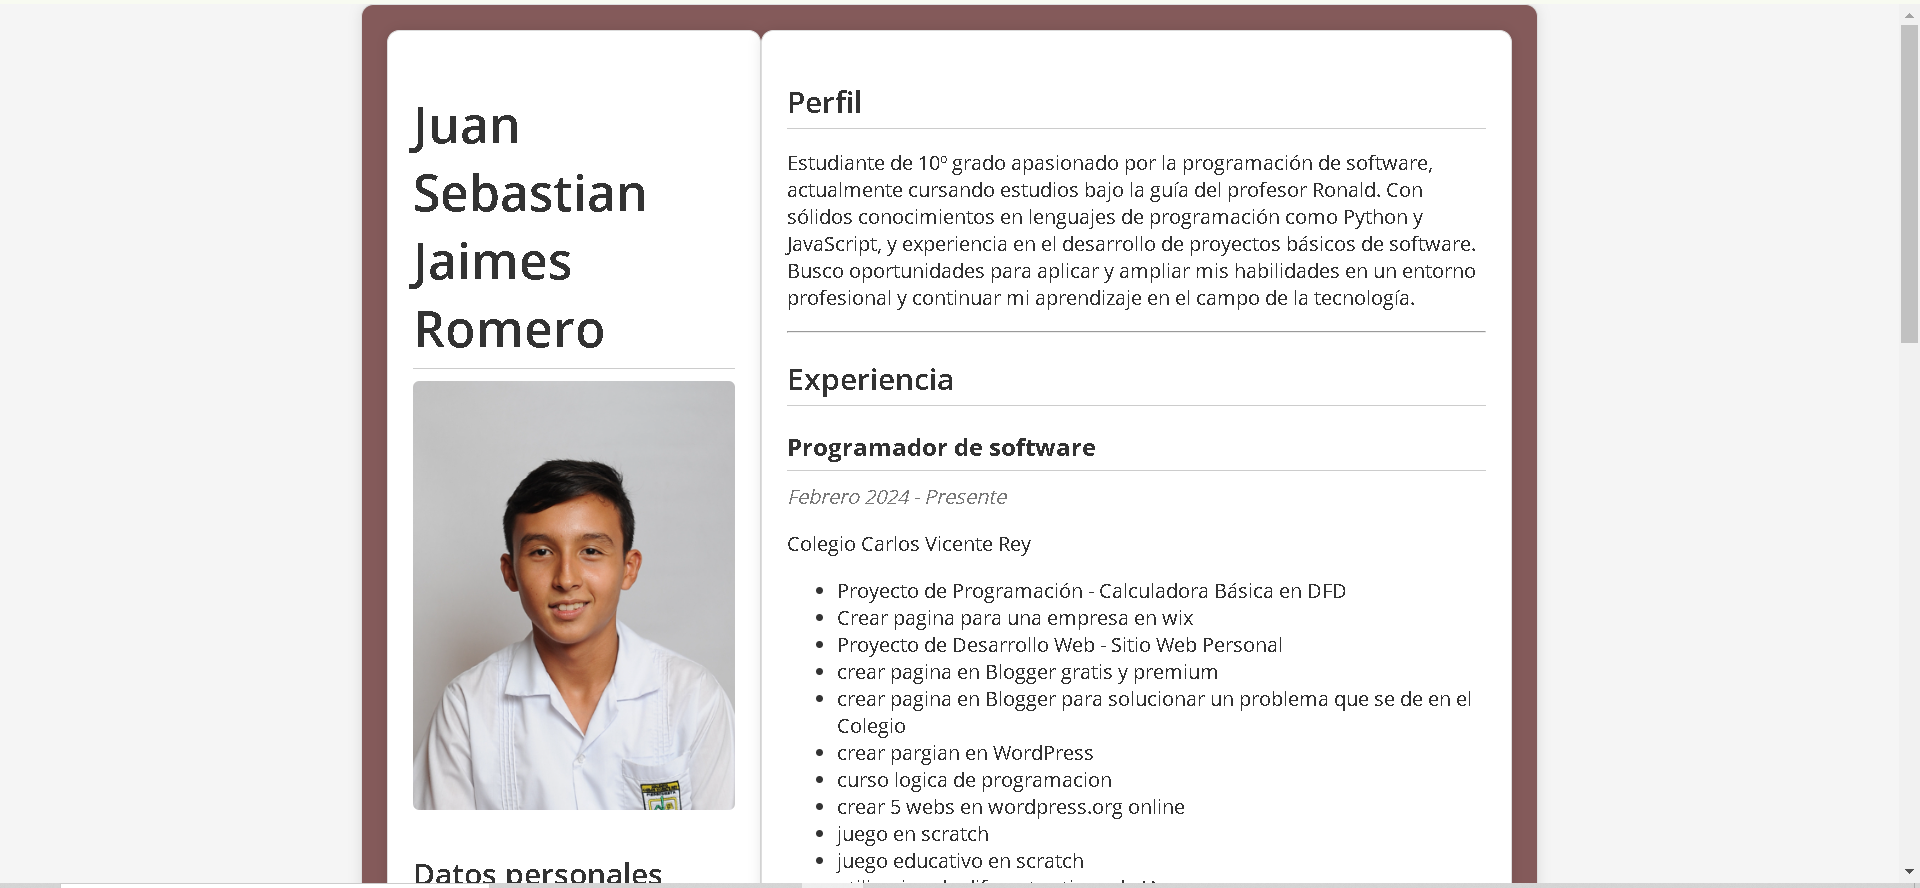 Juan
Sebastian
Jaimes
Romero
Datos personales
Perfil
Estudiante de 10º grado apasionado por la programación de software,
actualmente cursando estudios bajo la guía del profesor Ronald. Con
sólidos conocimientos en lenguajes de programación como Python y
JavaScript, y experiencia en el desarrollo de proyectos básicos de software.
Busco oportunidades para aplicar y ampliar mis habilidades en un entorno
profesional y continuar mi aprendizaje en el campo de la tecnología.
Experiencia
Programador de software
Febrero 2024 - Presente
Colegio Carlos Vicente Rey
Proyecto de Programación - Calculadora Básica en DFD
Crear pagina para una empresa en wix
Proyecto de Desarrollo Web - Sitio Web Personal
crear pagina en Blogger gratis y premium
crear pagina en Blogger para solucionar un problema que se de en el
Colegio
crear pargian en WordPress
curso logica de programacion
crear 5 webs en wordpress.org online
juego en scratch
juego educativo en scratch